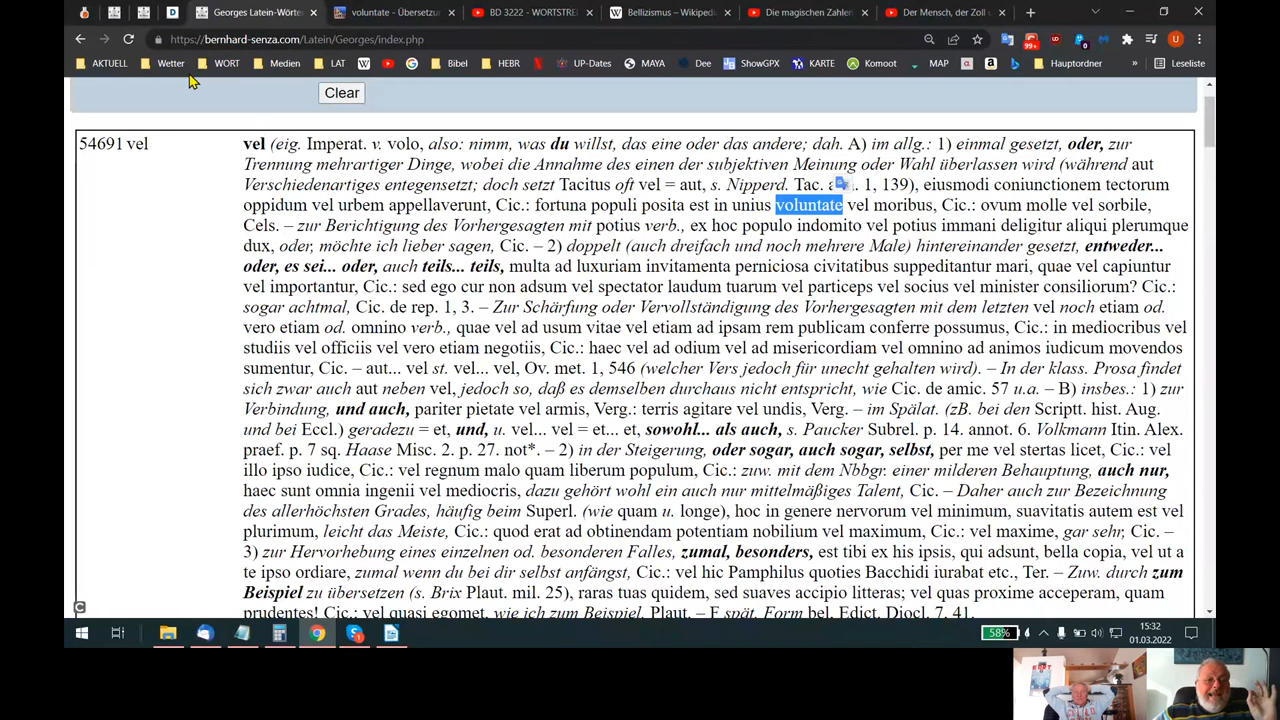 Georges Latein-Wörte
voluntate - Übersetzun
BD 3222 - WORTSTRE
Bellizismus – Wikiped
Die magischen Zahlen
Der Mensch, der Zoll u
https://bernhard-senza.com/Latein/Georges/index.php
99+
AKTUELL Wetter WORT Medien LAT Bibel HEBR UP-Dates MAYA Dee ShowGPX KARTE Komoot MAP Hauptordner Leseliste
Clear
54691 vel
vel (eig. Imperat. v. volo, also: nimm, was du willst, das eine oder das andere; dah. A) im allg.: 1) einmal gesetzt, oder, zur
Trennung mehrartiger Dinge, wobei die Annahme des einen der subjektiven Meinung oder Wahl überlassen wird (während aut
Verschiedenartiges entegensetzt; doch setzt Tacitus oft vel = aut, s. Nipperd. Tac. 1, 139), eiusmodi coniunctionem tectorum
oppidum vel urbem appellaverunt, Cic.: fortuna populi posita est in unius voluntate vel moribus, Cic.: ovum molle vel sorbile,
Cels. – zur Berichtigung des Vorhergesagten mit potius verb., ex hoc populo indomito vel potius immani deligitur aliqui plerumque
dux, oder, möchte ich lieber sagen, Cic. – 2) doppelt (auch dreifach und noch mehrere Male) hintereinander gesetzt, entweder...
oder, es sei... oder, auch teils... teils, multa ad luxuriam invitamenta perniciosa civitatibus suppeditantur mari, quae vel capiuntur
vel importantur, Cic.: sed ego cur non adsum vel spectator laudum tuarum vel particeps vel socius vel minister consiliorum? Cic.:
sogar achtmal, Cic. de rep. 1, 3. – Zur Schärfung oder Vervollständigung des Vorhergesagten mit dem letzten vel noch etiam od.
vero etiam od. omnino verb., quae vel ad usum vitae vel etiam ad ipsam rem publicam conferre possumus, Cic.: in mediocribus vel
studiis vel officiis vel vero etiam negotiis, Cic.: haec vel ad odium vel ad misericordiam vel omnino ad animos iudicum movendos
sumentur, Cic. – aut... vel st. vel... vel, Ov. met. 1, 546 (welcher Vers jedoch für unecht gehalten wird). – In der klass. Prosa findet
sich zwar auch aut neben vel, jedoch so, daß es demselben durchaus nicht entspricht, wie Cic. de amic. 57 u.a. – B) insbes.: 1) zur
Verbindung, und auch, pariter pietate vel armis, Verg.: terris agitare vel undis, Verg. – im Spälat. (zB. bei den Scriptt. hist. Aug.
und bei Eccl.) geradezu = et, und, u. vel... vel = et... et, sowohl... als auch, s. Paucker Subrel. p. 14. annot. 6. Volkmann Itin. Alex.
praef. p. 7 sq. Haase Misc. 2. p. 27. not*. – 2) in der Steigerung, oder sogar, auch sogar, selbst, per me vel stertas licet, Cic.: vel
illo ipso iudice, Cic.: vel regnum malo quam liberum populum, Cic.: zuw. mit dem Nbbgr. einer milderen Behauptung, auch nur,
haec sunt omnia ingenii vel mediocris, dazu gehört wohl ein auch nur mittelmäßiges Talent, Cic. – Daher auch zur Bezeichnung
des allerhöchsten Grades, häufig beim Superl. (wie quam u. longe), hoc in genere nervorum vel minimum, suavitatis autem est vel
plurimum, leicht das Meiste, Cic.: quod erat ad obtinendam potentiam nobilium vel maximum, Cic.: vel maxime, gar sehr, Cic. –
3) zur Hervorhebung eines einzelnen od. besonderen Falles, zumal, besonders, est tibi ex his ipsis, qui adsunt, bella copia, vel ut a
te ipso ordiare, zumal wenn du bei dir selbst anfängst, Cic.: vel hic Pamphilus quoties Bacchidi iurabat etc., Ter. – Zuw. durch zum
Beispiel zu übersetzen (s. Brix Plaut. mil. 25), raras tuas quidem, sed suaves accipio litteras; vel quas proxime acceperam, quam
prudentes! Cic.: vel quasi egomet, wie ich zum Beispiel, Plaut. – F spät. Form bel, Edict. Diocl. 7, 41.
58%
15:32
01.03.2022